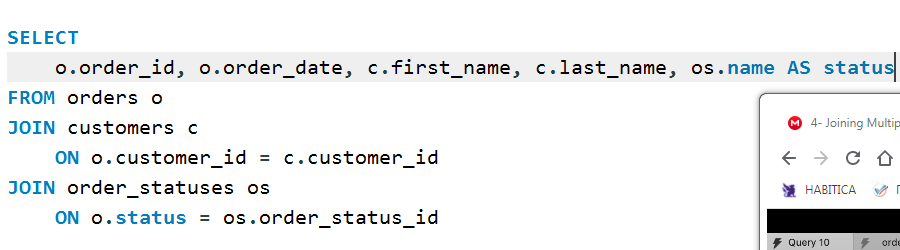 SELECT
o.order_id, o.order_date, c.first_name, c.last_name, os.name AS status
FROM orders o
JOIN customers c
ON o.customer_id = c.customer_id
JOIN order_statuses os
ON o.status = os.order_status_id
4- Joining Multip
HABITICA
Query 10
orde